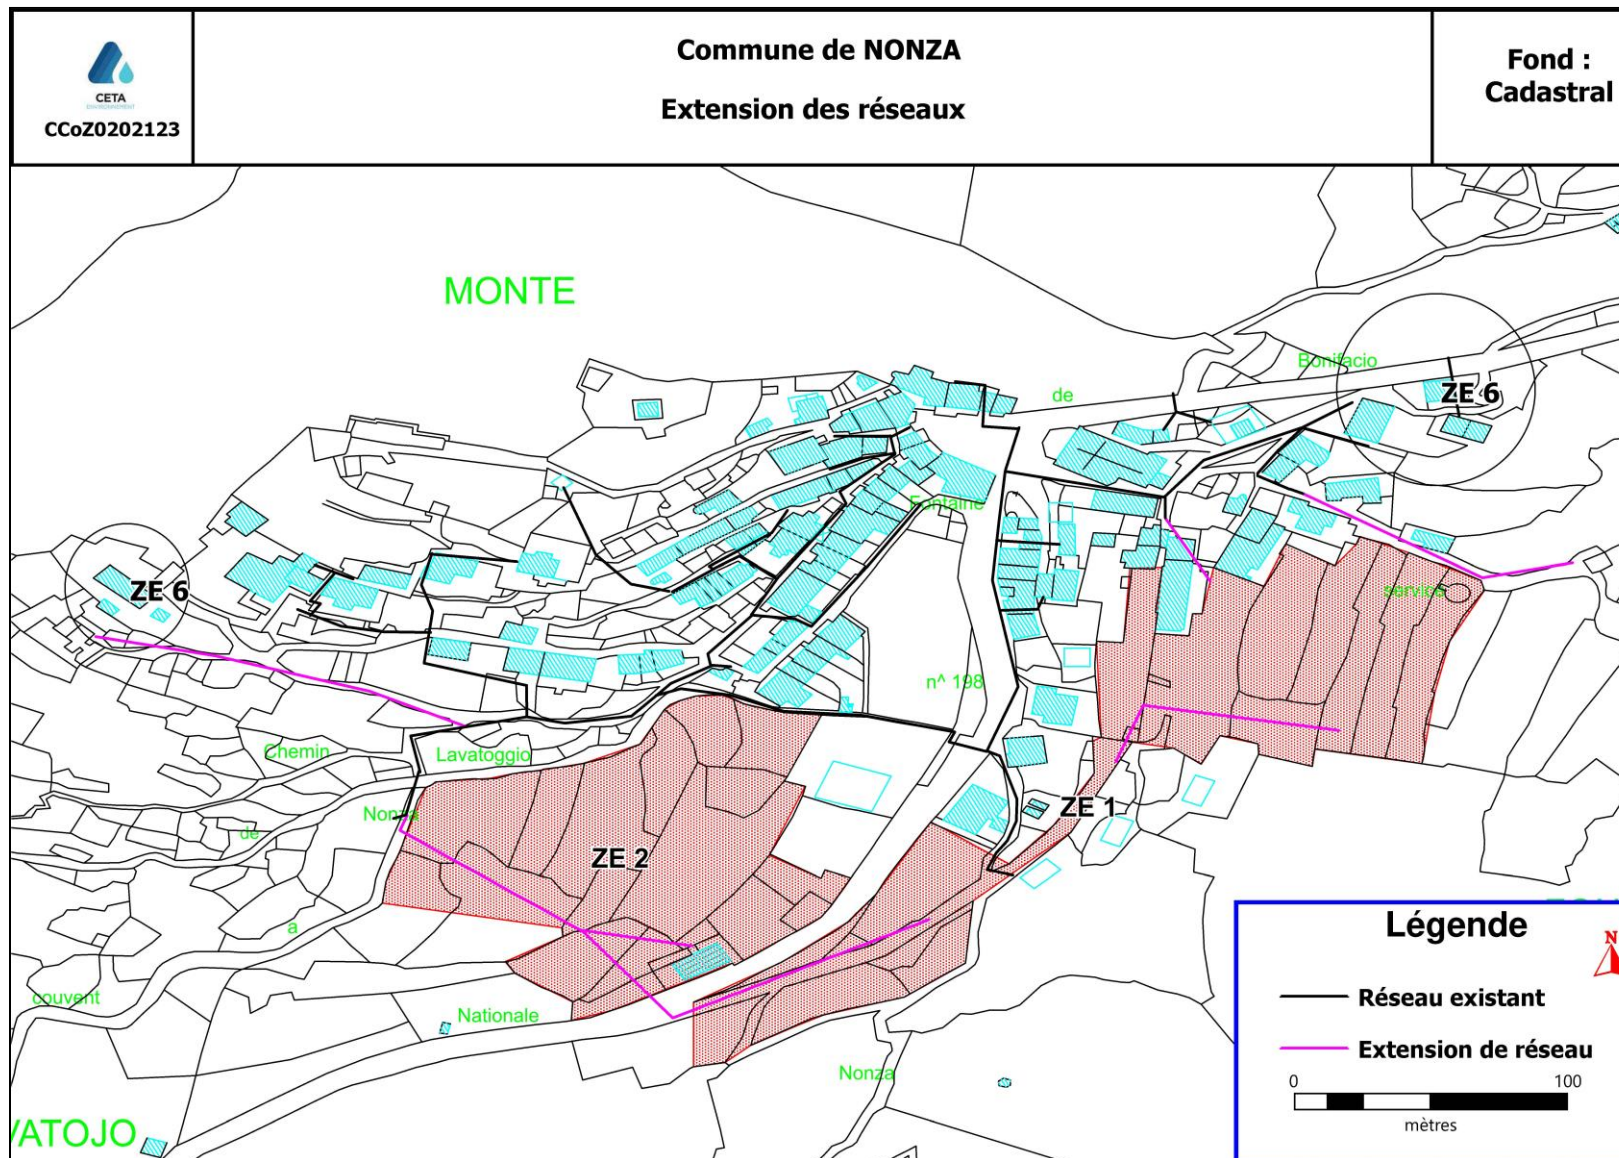 CETA
ENVIRONNEMENT
CCoZ0202123
Commune de NONZA
Extension des réseaux
Fond :
Cadastral
MONTE
Bonifacio
de
ZE 6
Fontaine
ZE 6
service
n^ 198
Chemin
Lavatoggio
Nonza
de
ZE 1
ZE 2
a
couvent
Nationale
Nonza
VATOJO
Légende
N
Réseau existant
Extension de réseau
0
100
mètres